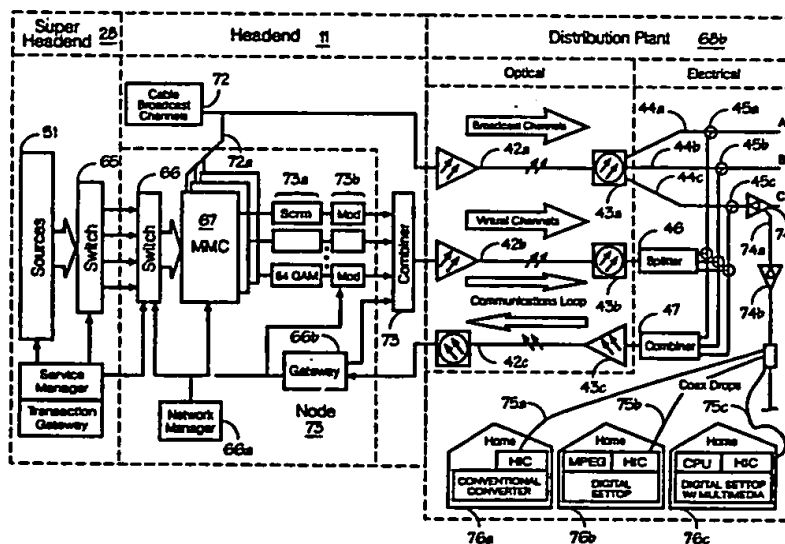 Super Headend 28
Headend 11
Distribution Plant 68b
Optical
Electrical
72
Cable Broadcast Channels
72a
Broadcast Channels
42a
43a
44a
44b
44c
45a
45b
45c
A
B
C
51
Sources
65
Switch
66
Switch
67
MMC
73a
73b
Scrm
Mod
64 QAM
Mod
Combiner
73
Virtual Channels
42b
43b
46
Splitter
74a
74b
Communications Loop
47
Combiner
66b
Gateway
42c
43c
Service Manager
Transaction Gateway
Network Manager
66a
Node 73
Coax Drops
75a
75b
75c
Home
HIC
CONVENTIONAL CONVERTER
76a
Home
MPEG
HIC
DIGITAL SETTOP
76b
Home
CPU
HIC
DIGITAL SETTOP W/ MULTIMEDIA
76c